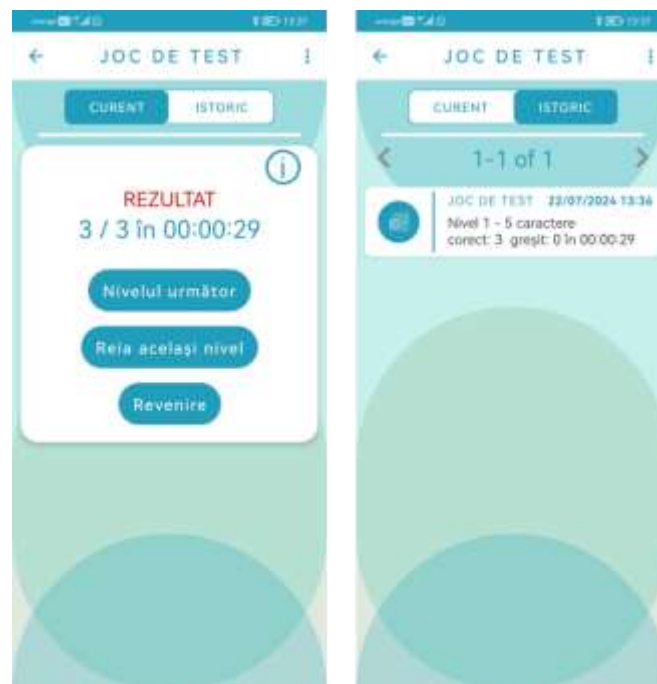 JOC DE TEST
CURENT ISTORIC
REZULTAT
3 / 3 în 00:00:29
Nivelul următor
Reia același nivel
Revenire
JOC DE TEST
CURENT ISTORIC
1-1 of 1
JOC DE TEST 22/07/2024 13:36
Nivel 1 - 5 caractere
corect: 3 greșit: 0 în 00:00:29